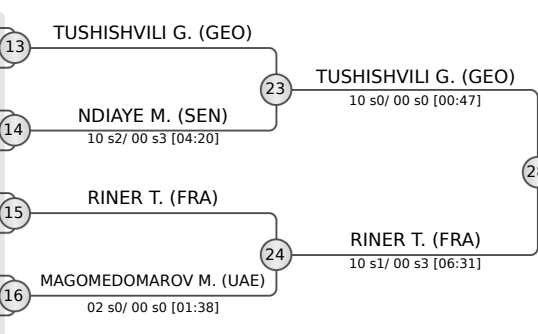 TUSHISHVILI G. (GEO)
13
23
TUSHISHVILI G. (GEO)
10 s0/ 00 s0 [00:47]
NDIAYE M. (SEN)
14
10 s2/ 00 s3 [04:20]
28
RINER T. (FRA)
15
24
RINER T. (FRA)
10 s1/ 00 s3 [06:31]
MAGOMEDOMAROV M. (UAE)
16
02 s0/ 00 s0 [01:38]